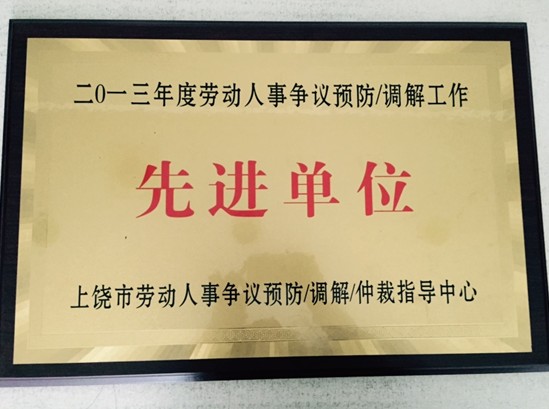 二0一三年度劳动人事争议预防/调解工作
先进单位
上饶市劳动人事争议预防/调解/仲裁指导中心